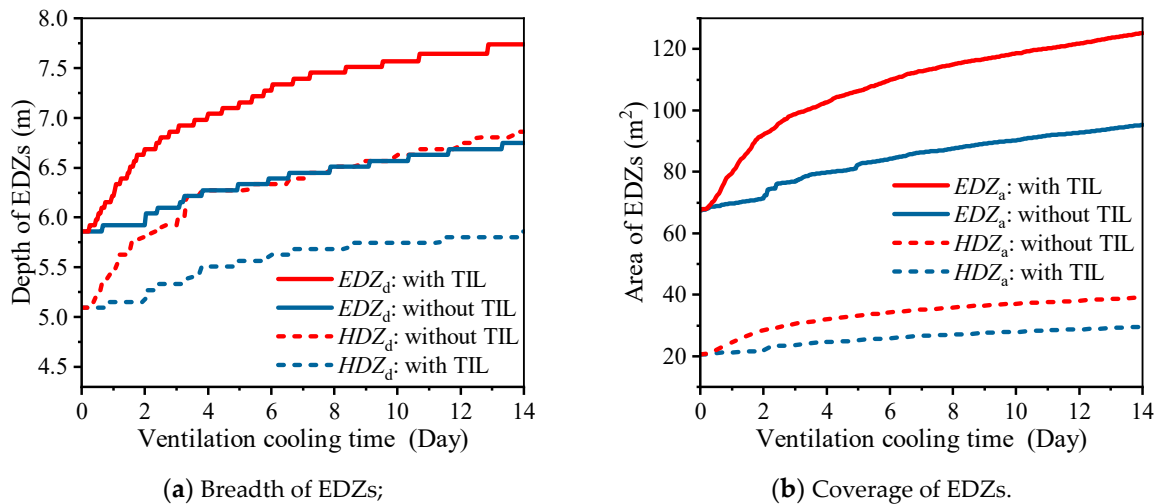 8.0
7.5
7.0
6.5
6.0
5.5
5.0
4.5
Depth of EDZs (m)
EDZd: with TIL
EDZd: without TIL
HDZd: without TIL
HDZd: with TIL
0 2 4 6 8 10 12 14
Ventilation cooling time (Day)
(a) Breadth of EDZs;
120
100
80
60
40
20
Area of EDZs (m²)
EDZa: with TIL
EDZa: without TIL
HDZa: without TIL
HDZa: with TIL
0 2 4 6 8 10 12 14
Ventilation cooling time (Day)
(b) Coverage of EDZs.